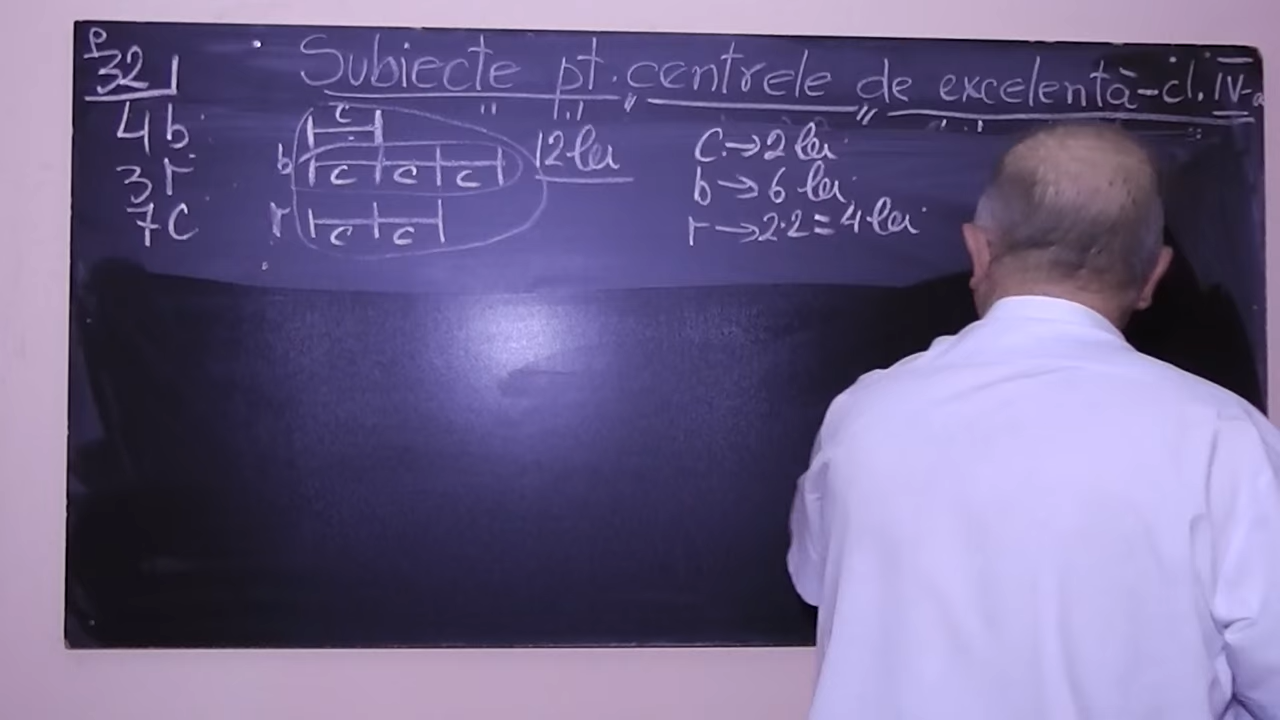 P 32 Subiecte pt. centrele de excelentă-cl. IV-a
4b
3r
7c
c
b c c c 12 lei
r c c
c→2 lei
b→6 lei
r→2·2=4 lei